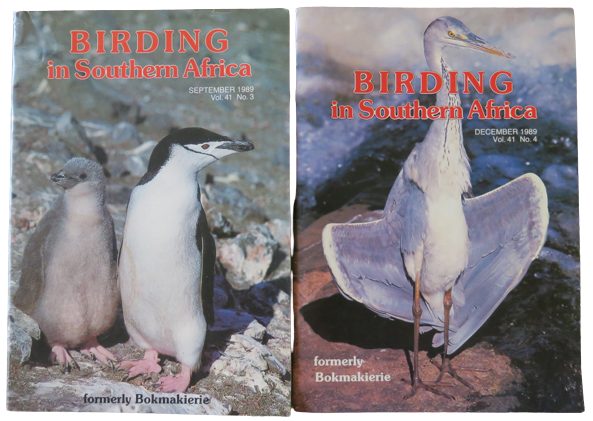 BIRDING
in Southern Africa
SEPTEMBER 1989
Vol. 41 No. 3
formerly Bokmakierie
BIRDING
in Southern Africa
DECEMBER 1989
Vol. 41 No. 4
formerly
Bokmakierie